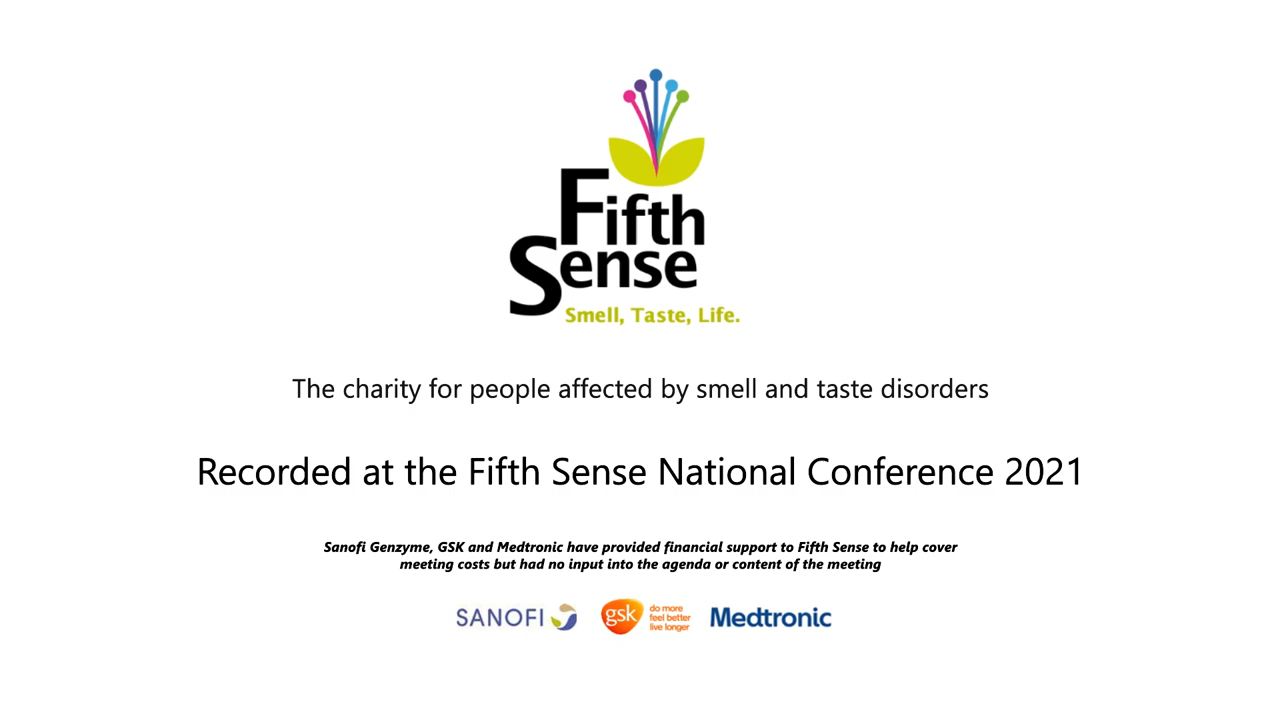 Fifth
Sense
Smell, Taste, Life.
The charity for people affected by smell and taste disorders
Recorded at the Fifth Sense National Conference 2021
Sanofi Genzyme, GSK and Medtronic have provided financial support to Fifth Sense to help cover
meeting costs but had no input into the agenda or content of the meeting
SANOFI
gsk
do more
feel better
live longer
Medtronic